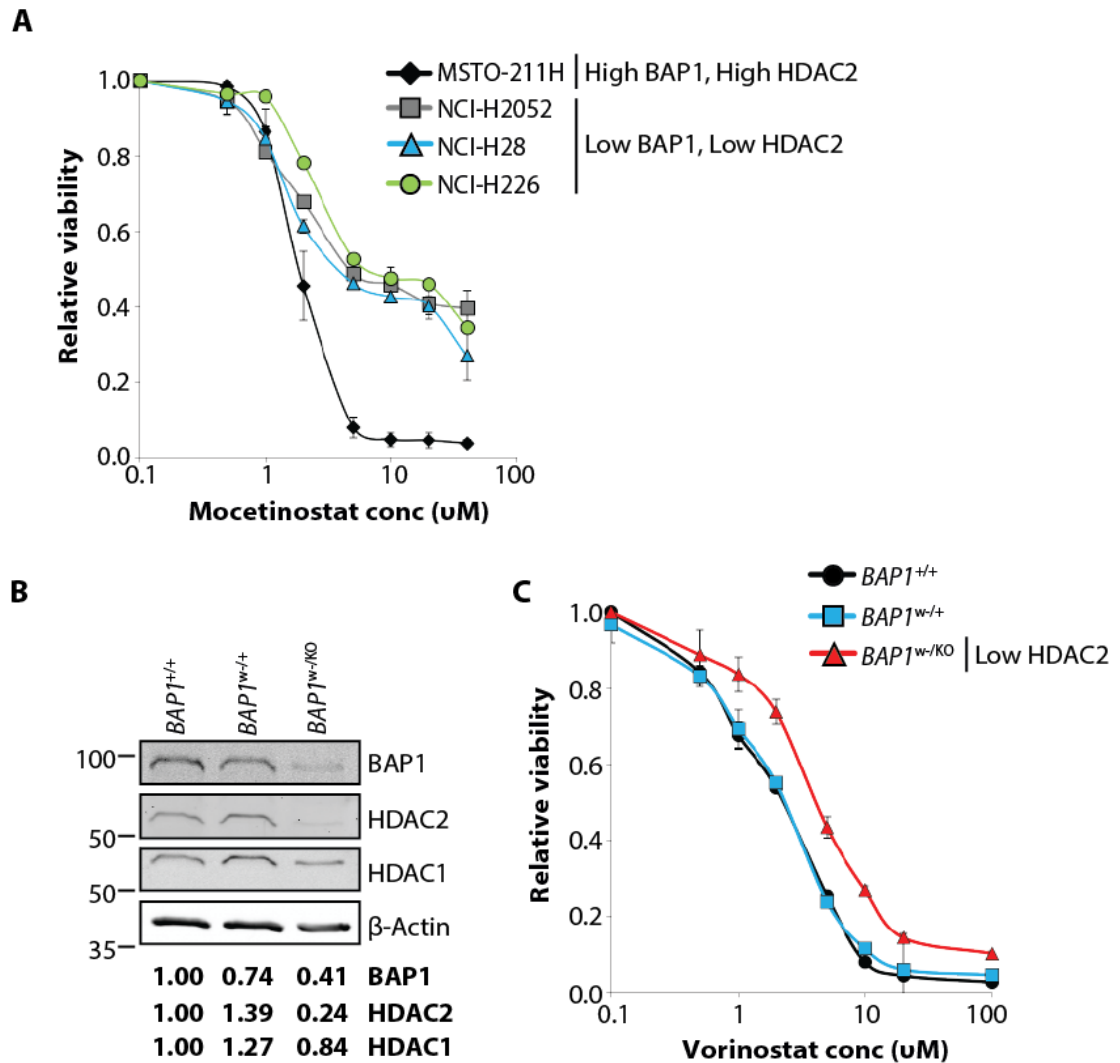 A
MSTO-211H High BAP1, High HDAC2
NCI-H2052
NCI-H28 Low BAP1, Low HDAC2
NCI-H226
1.0
0.8
0.6
0.4
0.2
0.0
Relative viability
0.1 1 10 100
Mocetinostat conc (υM)
B
BAP1+/+ BAP1w-/+ BAP1w-/KO
100 BAP1
HDAC2
50
HDAC1
50
β-Actin
35
1.00 0.74 0.41 BAP1
1.00 1.39 0.24 HDAC2
1.00 1.27 0.84 HDAC1
C
BAP1+/+
BAP1w-/+
BAP1w-/KO Low HDAC2
1.0
0.8
0.6
0.4
0.2
0.0
Relative viability
0.1 1 10 100
Vorinostat conc (υM)